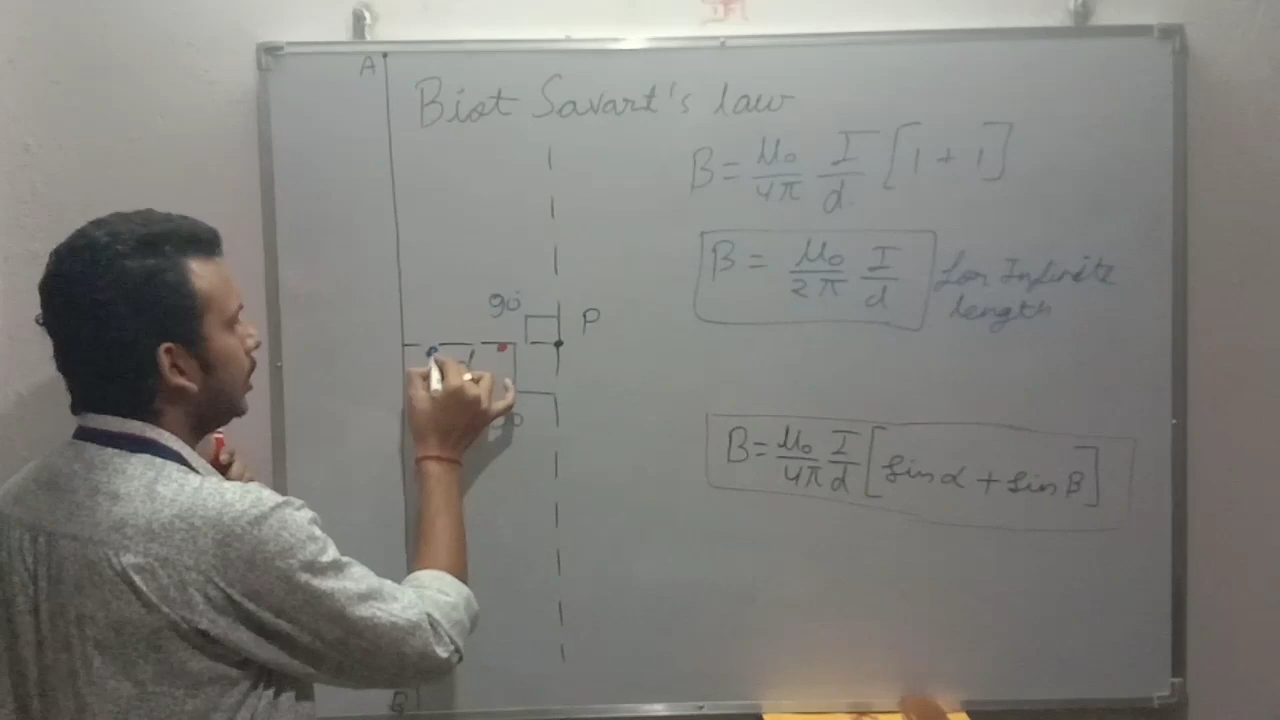 A
Biot Savart's law
B = μ₀/4π I/d [1 + 1]
B = μ₀/2π I/d for Infinite
length
90°
P
d
B = μ₀/4π I/d [sin α + sin β]